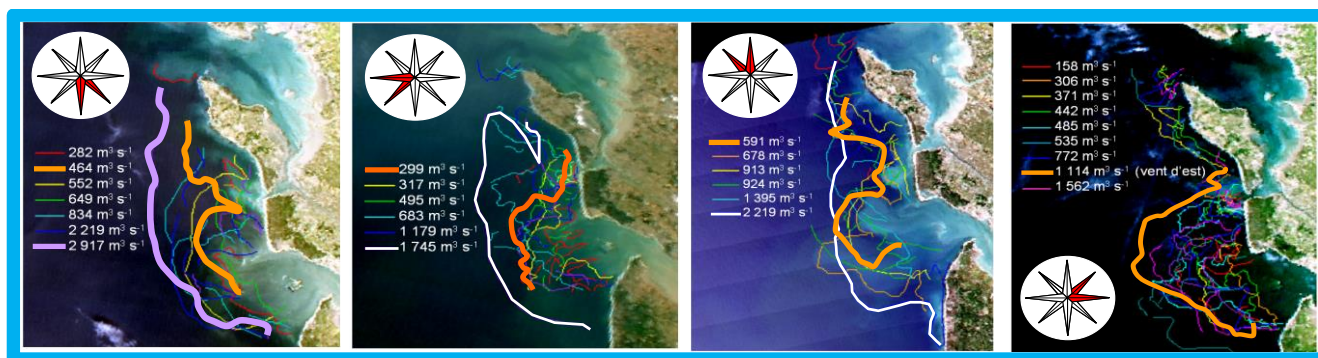 282 m³ s⁻¹
464 m³ s⁻¹
552 m³ s⁻¹
649 m³ s⁻¹
834 m³ s⁻¹
2 219 m³ s⁻¹
2 917 m³ s⁻¹
299 m³ s⁻¹
317 m³ s⁻¹
495 m³ s⁻¹
683 m³ s⁻¹
1 179 m³ s⁻¹
1 745 m³ s⁻¹
591 m³ s⁻¹
678 m³ s⁻¹
913 m³ s⁻¹
924 m³ s⁻¹
1 395 m³ s⁻¹
2 219 m³ s⁻¹
158 m³ s⁻¹
306 m³ s⁻¹
371 m³ s⁻¹
442 m³ s⁻¹
485 m³ s⁻¹
535 m³ s⁻¹
772 m³ s⁻¹
1 114 m³ s⁻¹ (vent d'est)
1 562 m³ s⁻¹